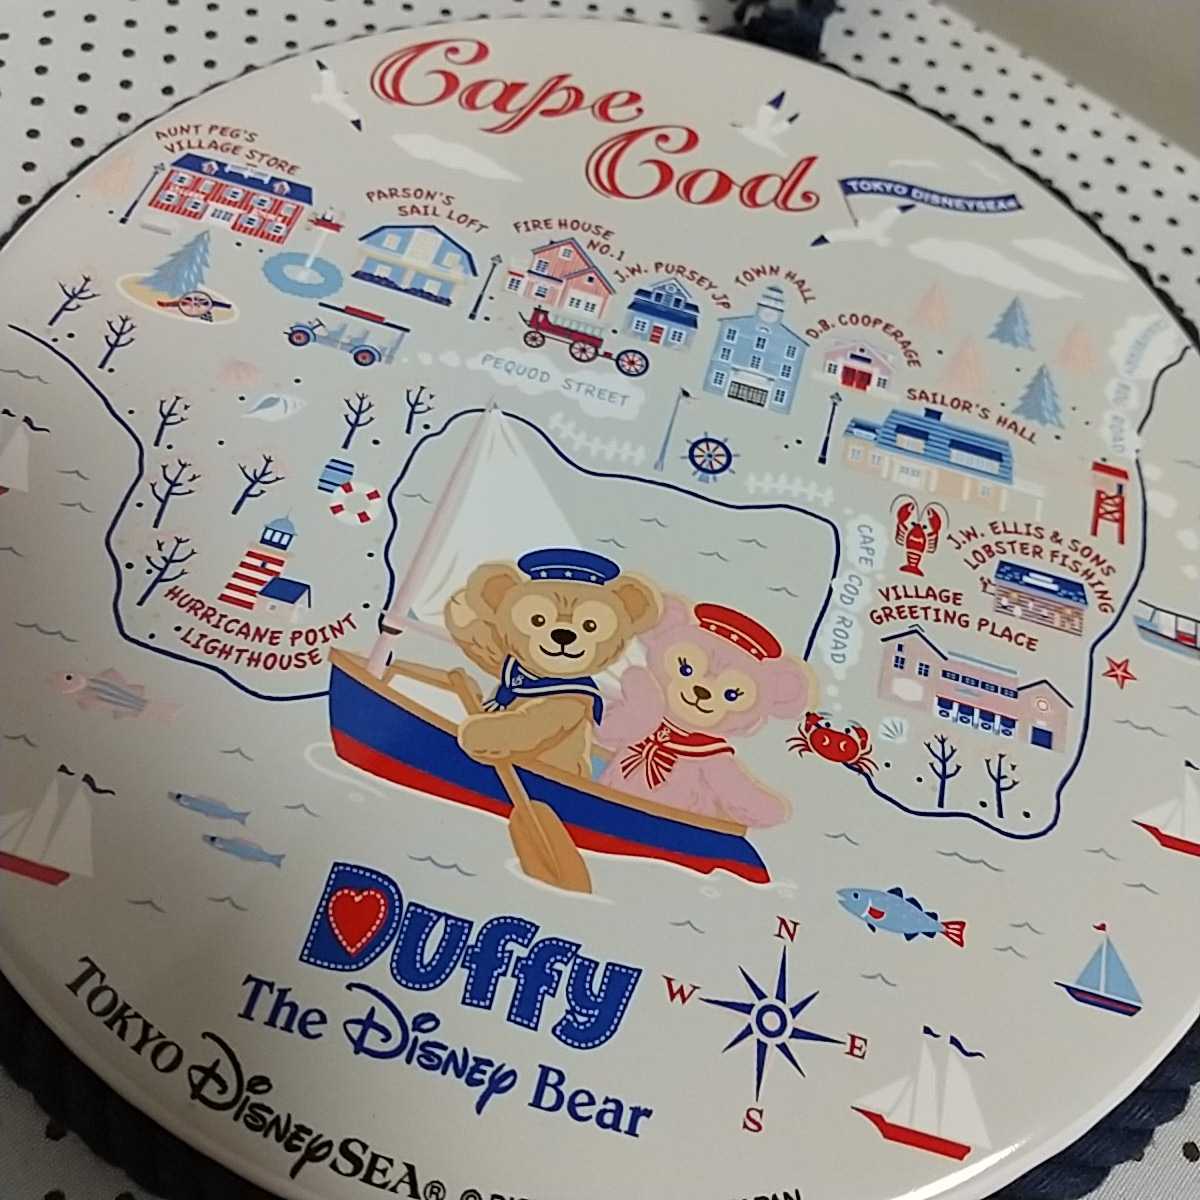 Cape
Cod
TOKYO DISNEYSEA®
AUNT PEG'S
VILLAGE STORE
PARSON'S
SAIL LOFT
FIRE HOUSE
NO.1
J.W. PURSEY JP
TOWN HALL
D.B. COOPERAGE
PEQUOD STREET
SAILOR'S HALL
ROAD
CAPE COD ROAD
J.W. ELLIS & SONS
LOBSTER FISHING
VILLAGE
GREETING PLACE
HURRICANE POINT
LIGHTHOUSE
Duffy
The Disney Bear
N
W
E
S
TOKYO DISNEYSEA®